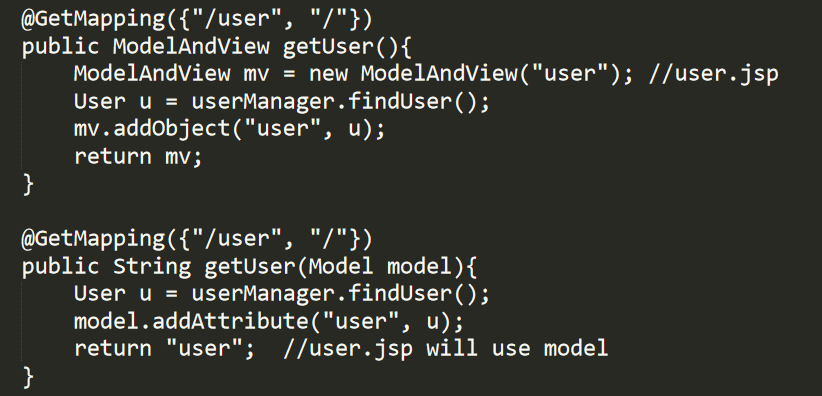 @GetMapping({"/user", "/"})
public ModelAndView getUser(){
    ModelAndView mv = new ModelAndView("user"); //user.jsp
    User u = userManager.findUser();
    mv.addObject("user", u);
    return mv;
}

@GetMapping({"/user", "/"})
public String getUser(Model model){
    User u = userManager.findUser();
    model.addAttribute("user", u);
    return "user";  //user.jsp will use model
}